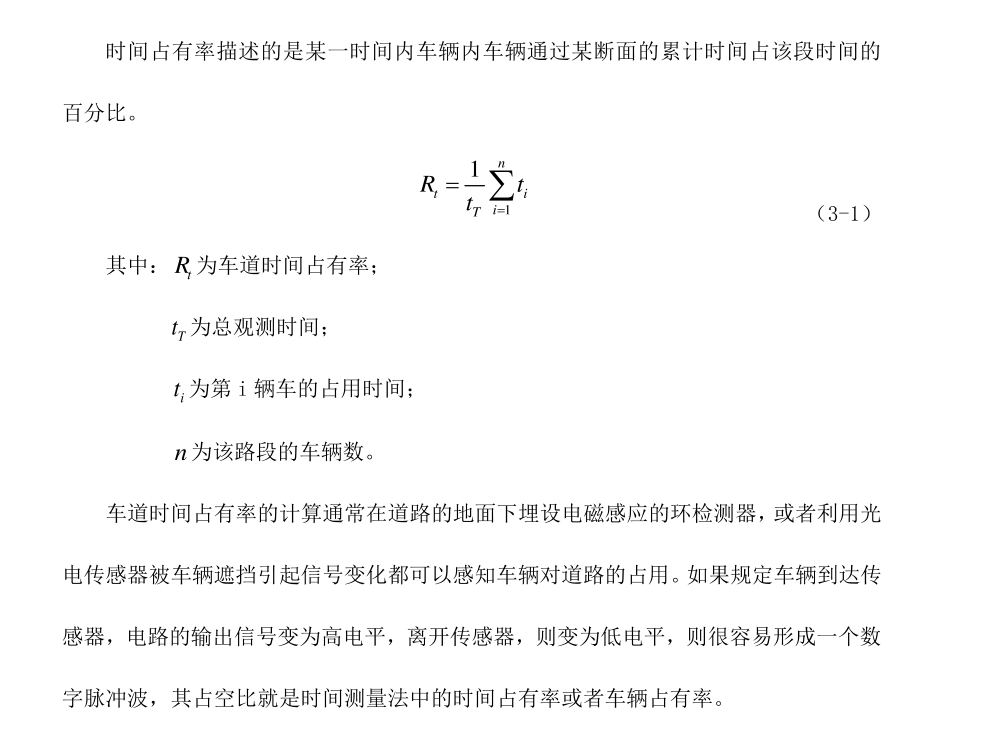 时间占有率描述的是某一时间内车辆内车辆通过某断面的累计时间占该段时间的
百分比。
R_t = \frac{1}{t_T} \sum_{i=1}^{n} t_i
（3-1）
其中：R_t 为车道时间占有率；
t_T 为总观测时间；
t_i 为第 i 辆车的占用时间；
n 为该路段的车辆数。
车道时间占有率的计算通常在道路的地面下埋设电磁感应的环检测器，或者利用光
电传感器被车辆遮挡引起信号变化都可以感知车辆对道路的占用。如果规定车辆到达传
感器，电路的输出信号变为高电平，离开传感器，则变为低电平，则很容易形成一个数
字脉冲波，其占空比就是时间测量法中的时间占有率或者车辆占有率。